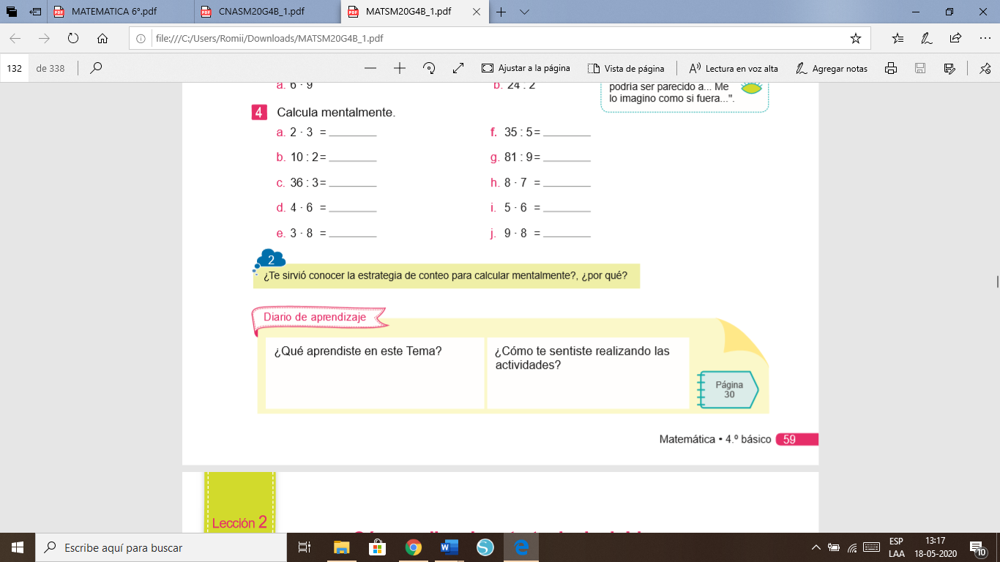 MATEMATICA 6º.pdf
CNASM20G4B_1.pdf
MATSM20G4B_1.pdf
file:///C:/Users/Romii/Downloads/MATSM20G4B_1.pdf
132 de 338
Ajustar a la página
Vista de página
Lectura en voz alta
Agregar notas
a. 6 · 9
b. 24 : 2
podría ser parecido a... Me
lo imagino como si fuera...".
4 Calcula mentalmente.
a. 2 · 3 = ________
b. 10 : 2= ________
c. 36 : 3= ________
d. 4 · 6 = ________
e. 3 · 8 = ________
f. 35 : 5= ________
g. 81 : 9= ________
h. 8 · 7 = ________
i. 5 · 6 = ________
j. 9 · 8 = ________
2
¿Te sirvió conocer la estrategia de conteo para calcular mentalmente?, ¿por qué?
Diario de aprendizaje
¿Qué aprendiste en este Tema?
¿Cómo te sentiste realizando las
actividades?
Página
30
Matemática • 4.º básico 59
Lección 2
Escribe aquí para buscar
ESP
LAA
13:17
18-05-2020
10